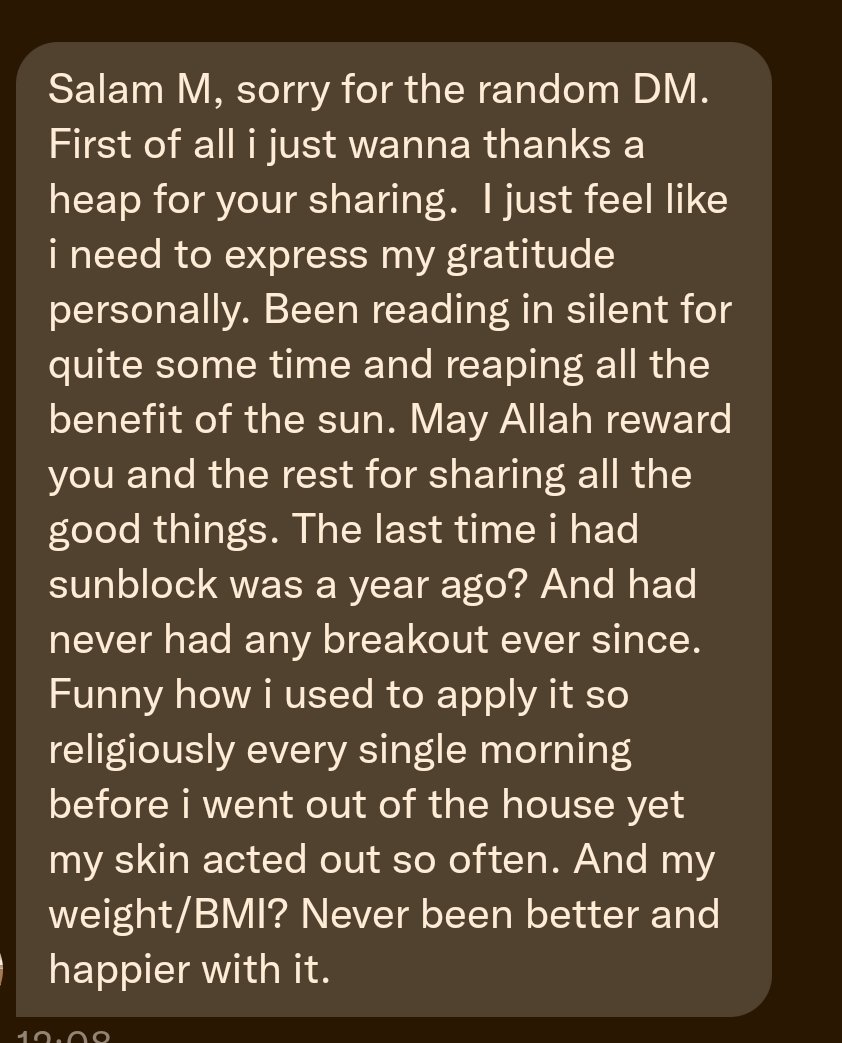 Salam M, sorry for the random DM.
First of all i just wanna thanks a
heap for your sharing.  I just feel like
i need to express my gratitude
personally. Been reading in silent for
quite some time and reaping all the
benefit of the sun. May Allah reward
you and the rest for sharing all the
good things. The last time i had
sunblock was a year ago? And had
never had any breakout ever since.
Funny how i used to apply it so
religiously every single morning
before i went out of the house yet
my skin acted out so often. And my
weight/BMI? Never been better and
happier with it.
12:08